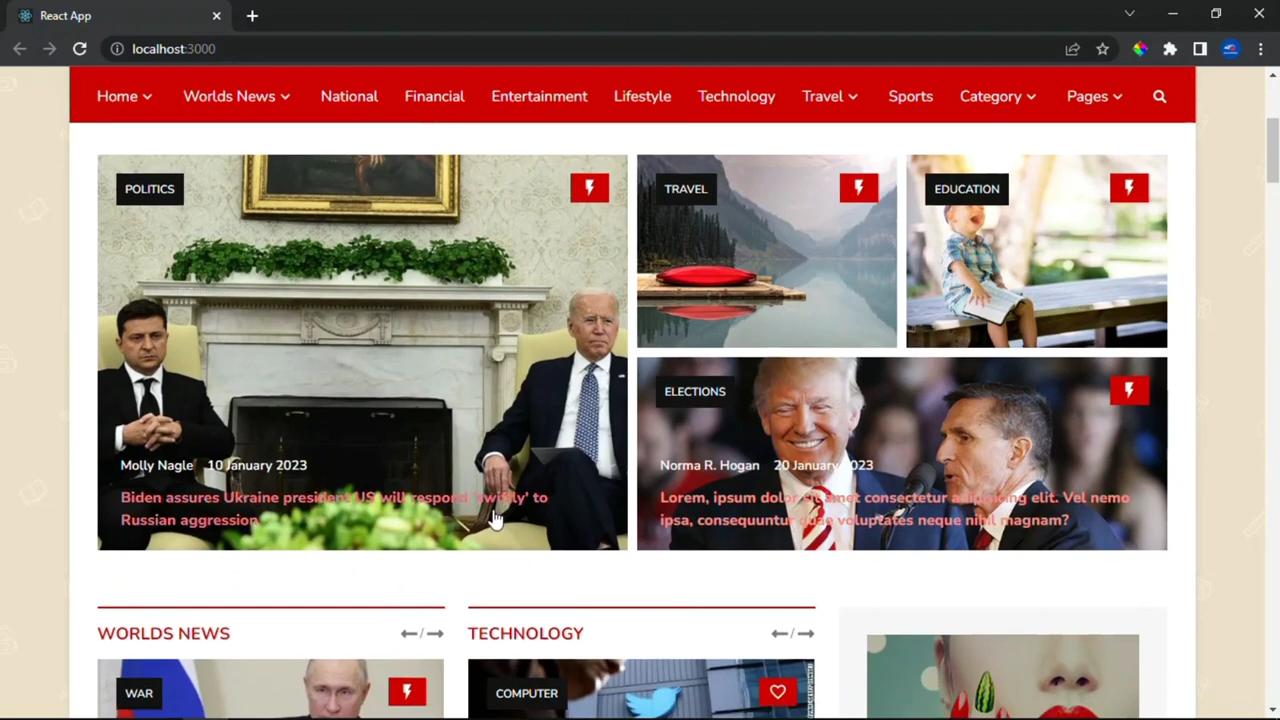 React App
localhost:3000
Home Worlds News National Financial Entertainment Lifestyle Technology Travel Sports Category Pages
POLITICS
TRAVEL
EDUCATION
ELECTIONS
Molly Nagle 10 January 2023
Biden assures Ukraine president US will respond 'swiftly' to
Russian aggression
Norma R. Hogan 20 January 2023
Lorem, ipsum dolor sit amet consectetur adipisicing elit. Vel nemo
ipsa, consequuntur quae voluptates neque nihil magnam?
WORLDS NEWS
/
TECHNOLOGY
/
WAR
COMPUTER